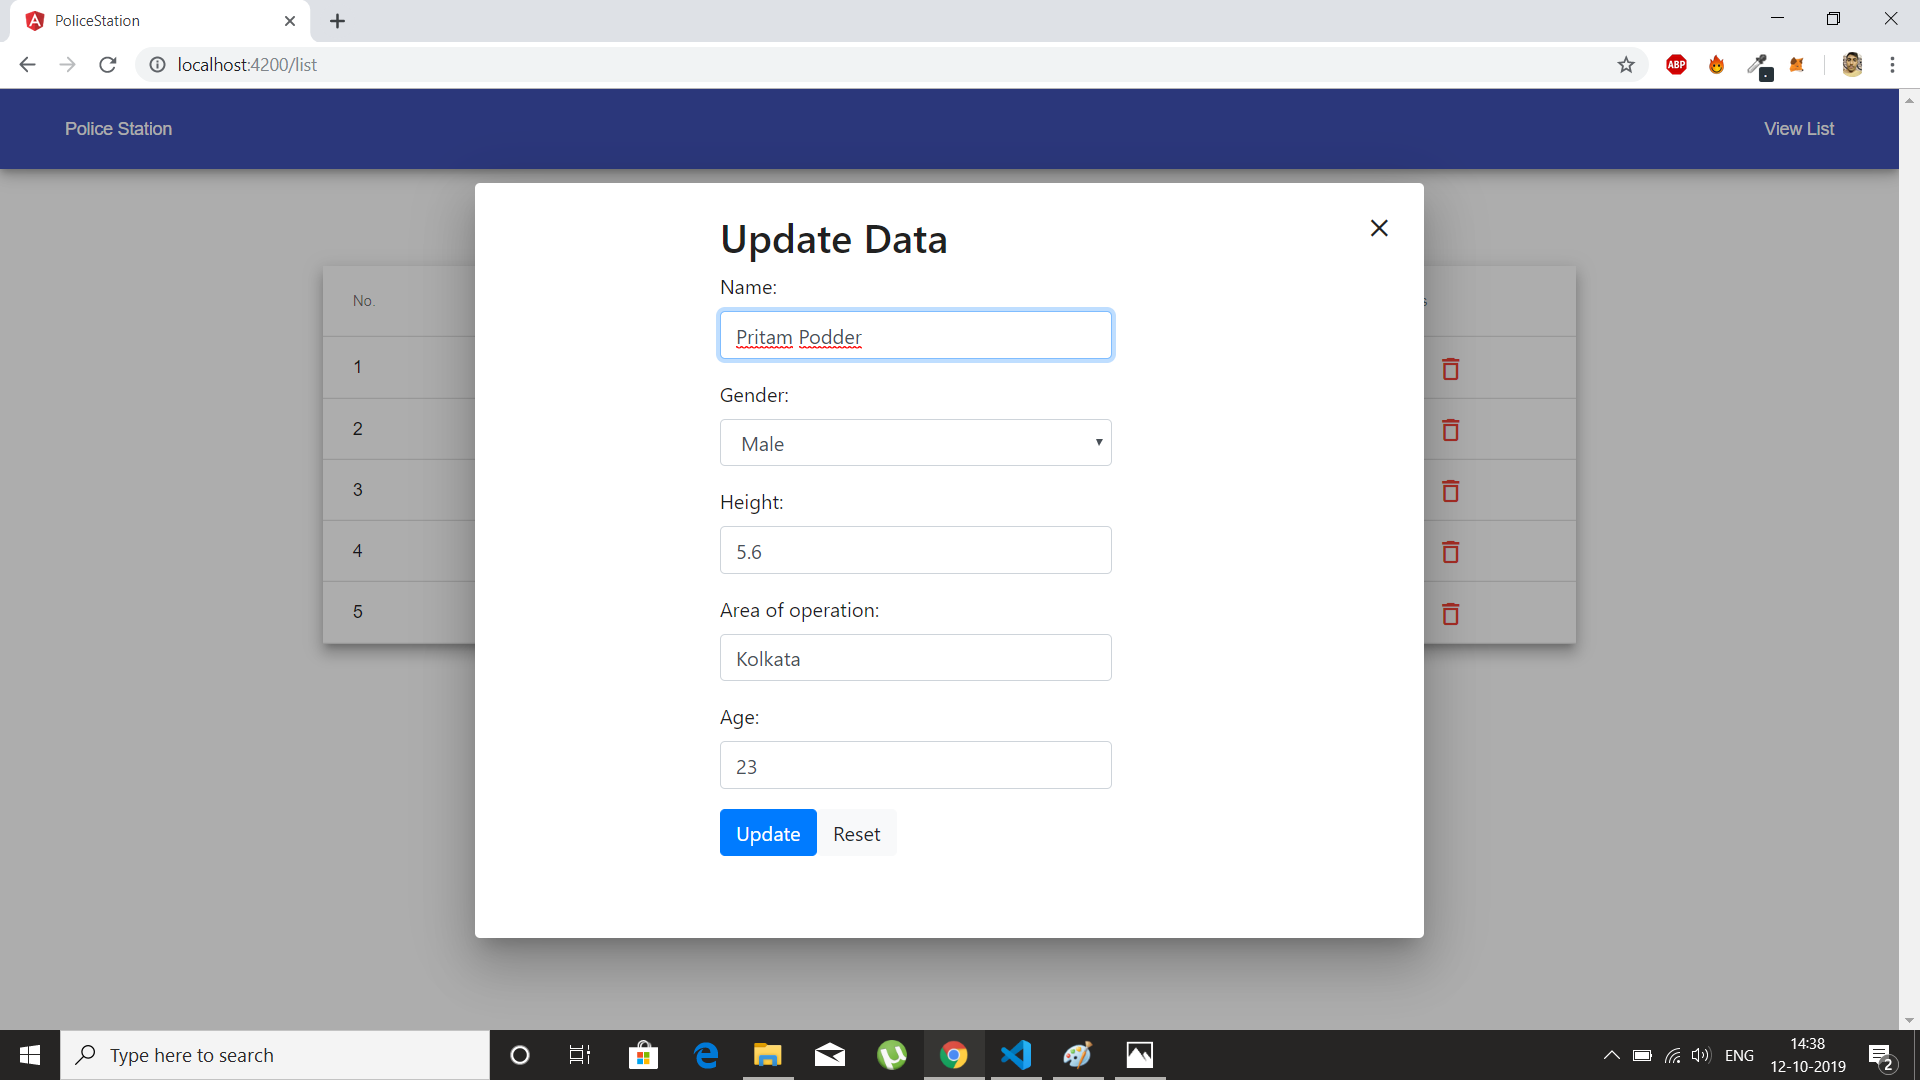 PoliceStation
localhost:4200/list
ABP
Police Station
View List
Update Data
No.
s
Name:
Pritam Podder
1
Gender:
2
Male
3
Height:
4
5.6
5
Area of operation:
Kolkata
Age:
23
Update
Reset
Type here to search
ENG
14:38
12-10-2019
2